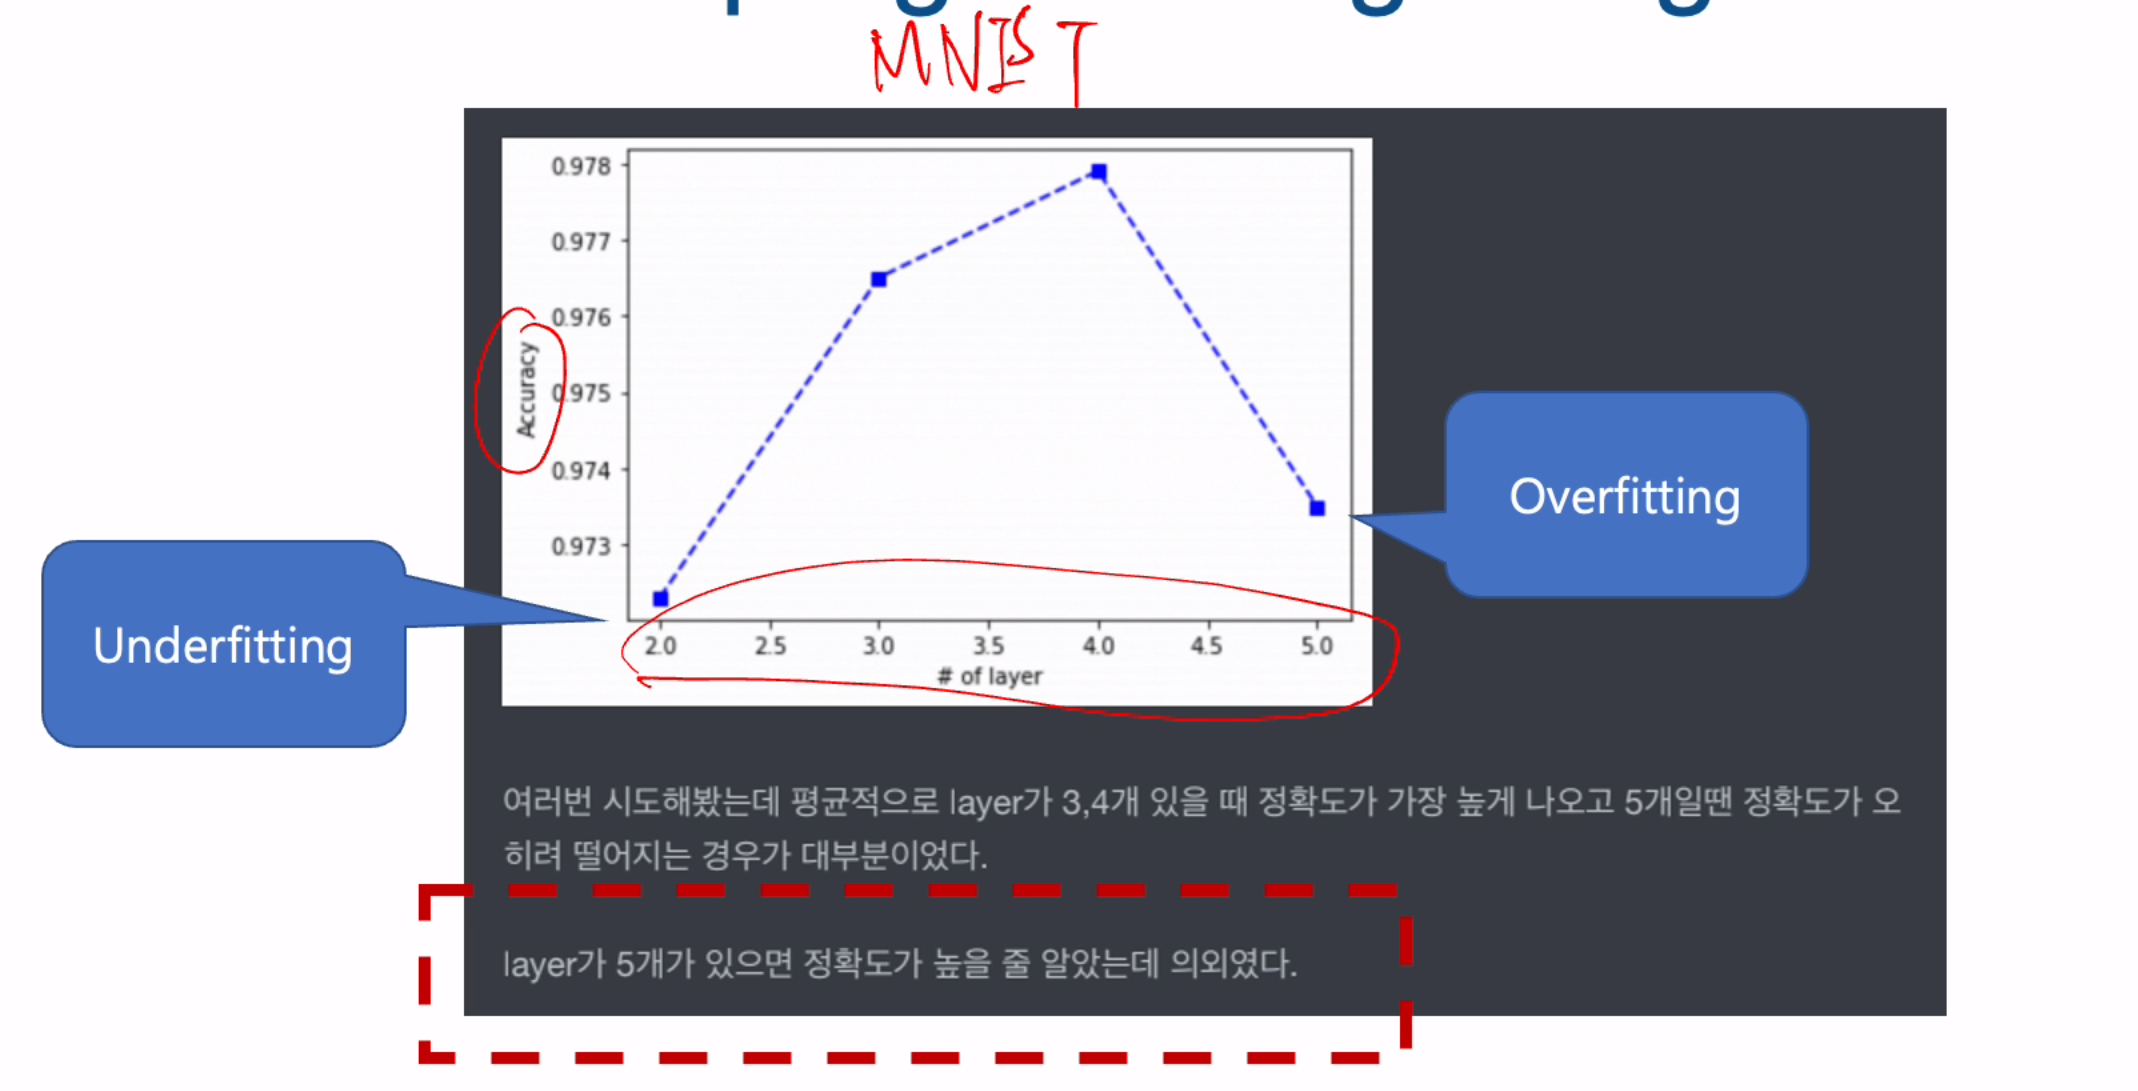 MNIST
0.978
0.977
0.976
0.975
0.974
0.973
Accuracy
2.0 2.5 3.0 3.5 4.0 4.5 5.0
# of layer
Underfitting
Overfitting
여러번 시도해봤는데 평균적으로 layer가 3,4개 있을 때 정확도가 가장 높게 나오고 5개일땐 정확도가 오
히려 떨어지는 경우가 대부분이었다.
layer가 5개가 있으면 정확도가 높을 줄 알았는데 의외였다.